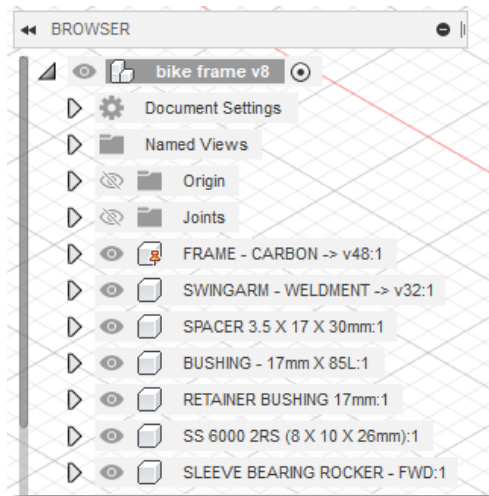 BROWSER
bike frame v8
Document Settings
Named Views
Origin
Joints
FRAME - CARBON -> v48:1
SWINGARM - WELDMENT -> v32:1
SPACER 3.5 X 17 X 30mm:1
BUSHING - 17mm X 85L:1
RETAINER BUSHING 17mm:1
SS 6000 2RS (8 X 10 X 26mm):1
SLEEVE BEARING ROCKER - FWD:1